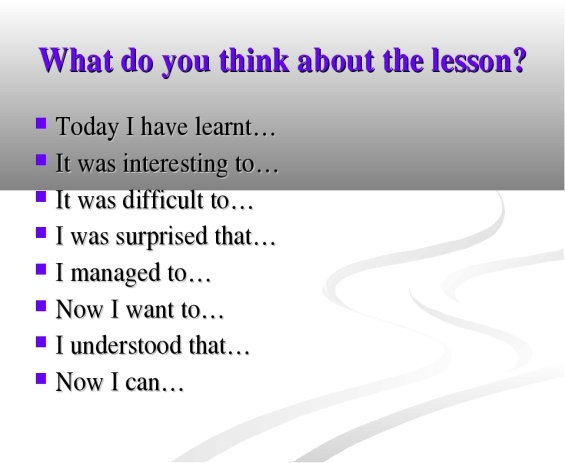 What do you think about the lesson?
Today I have learnt…
It was interesting to…
It was difficult to…
I was surprised that…
I managed to…
Now I want to…
I understood that…
Now I can…